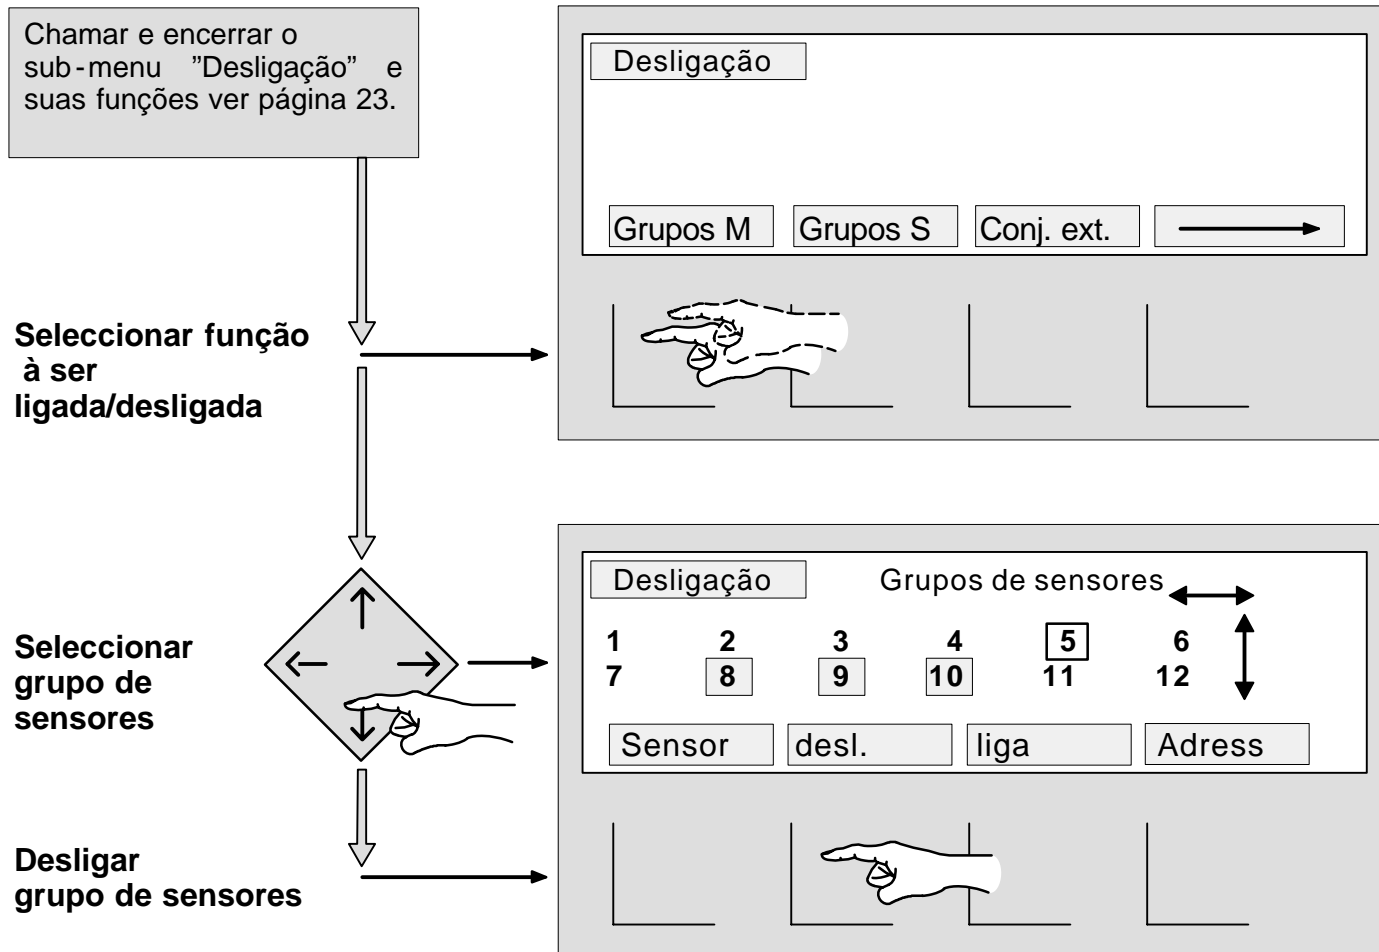 Chamar e encerrar o
sub-menu ”Desligação” e
suas funções ver página 23.
Desligação
Grupos M Grupos S Conj. ext.
Seleccionar função
à ser
ligada/desligada
Desligação Grupos de sensores
1 2 3 4 5 6
7 8 9 10 11 12
Sensor desl. liga Adress
Seleccionar
grupo de
sensores
Desligar
grupo de sensores